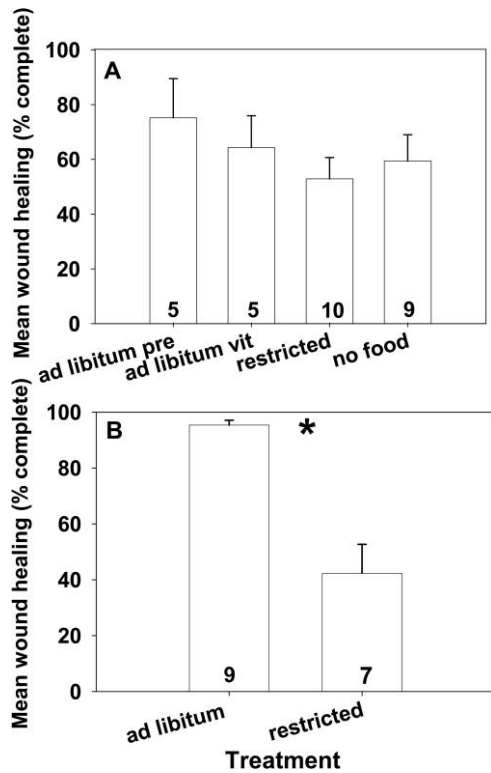 A
Mean wound healing (% complete)
100
80
60
40
20
0
5
5
10
9
ad libitum pre
ad libitum vit
restricted
no food
B
*
Mean wound healing (% complete)
100
80
60
40
20
0
9
7
ad libitum
restricted
Treatment